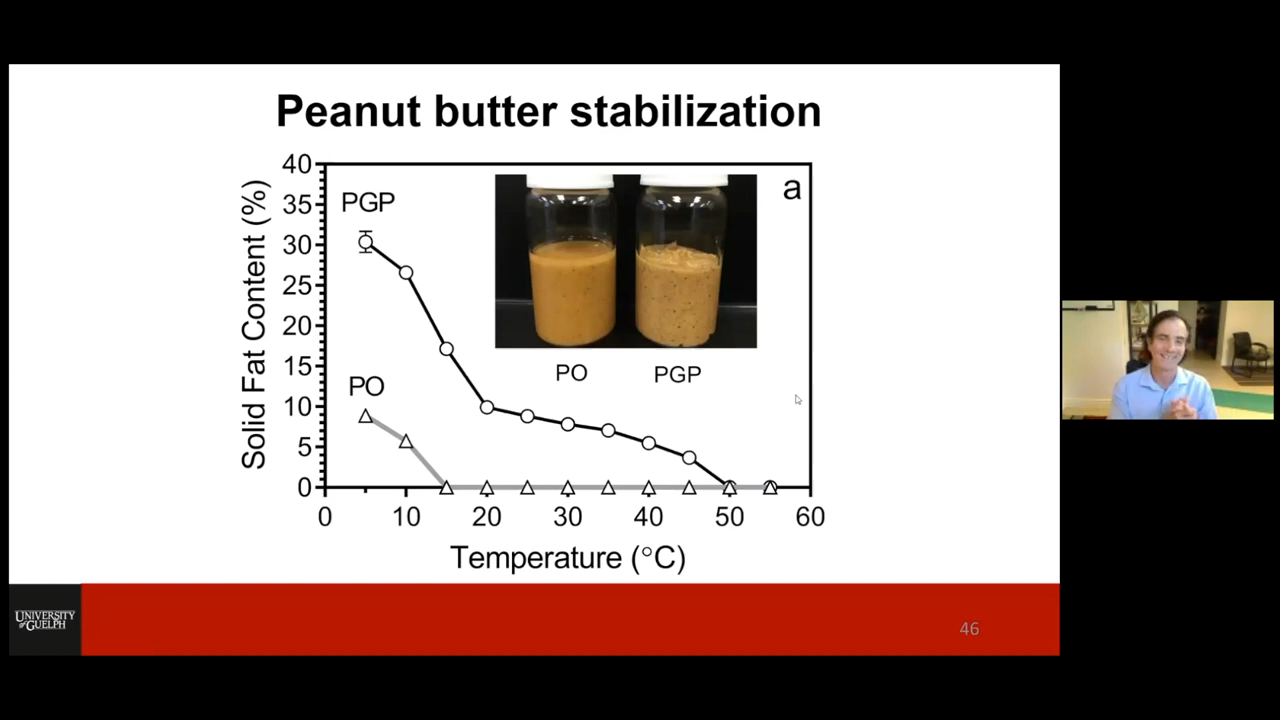 Peanut butter stabilization
40
35
30
25
20
15
10
5
0
Solid Fat Content (%)
PGP
PO
a
PO
PGP
0
10
20
30
40
50
60
Temperature (°C)
UNIVERSITY
OF GUELPH
46